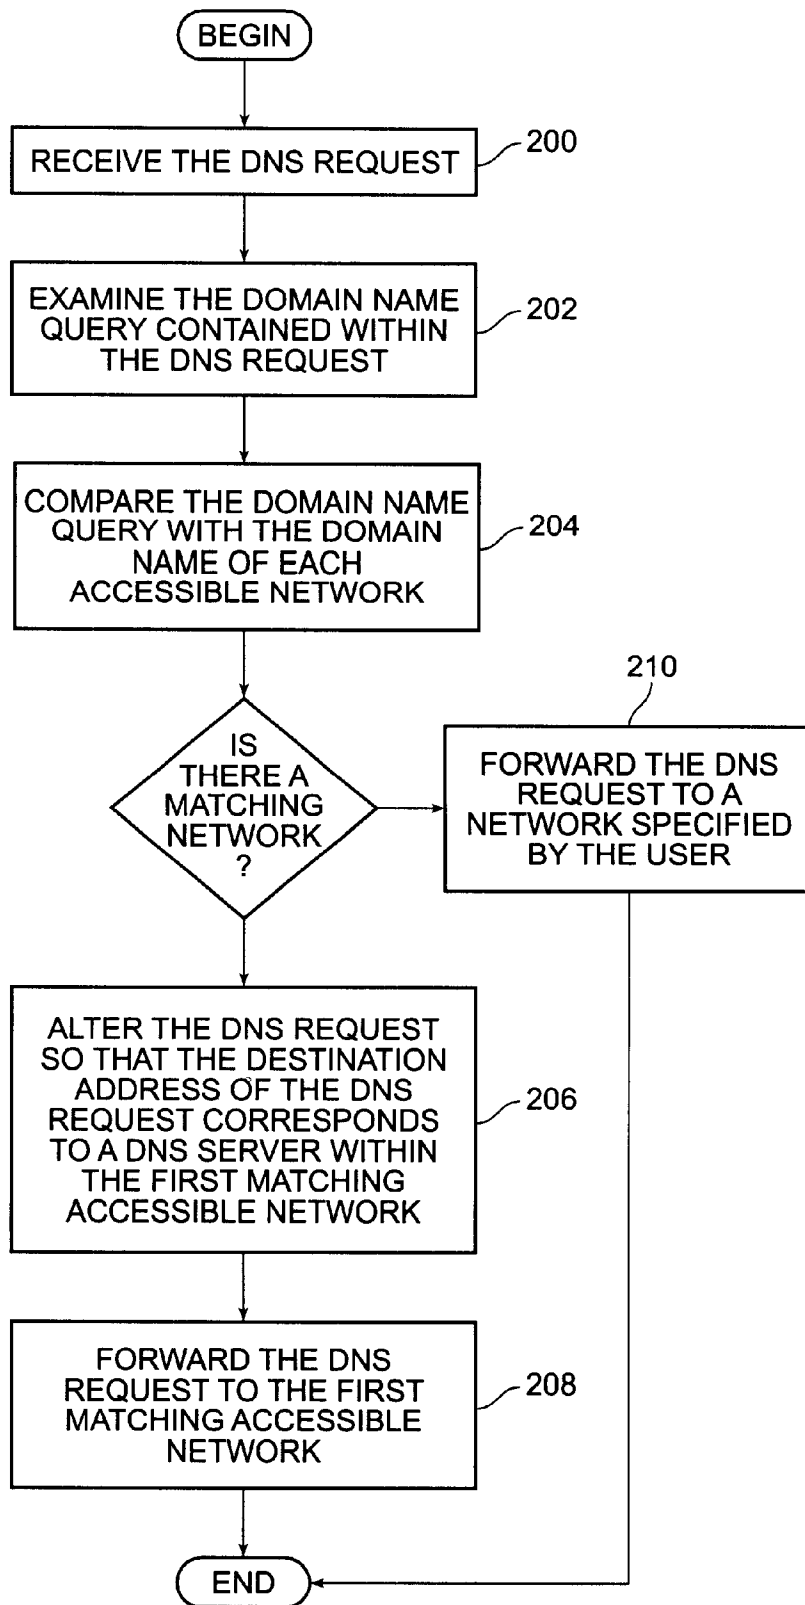 BEGIN
RECEIVE THE DNS REQUEST
200
EXAMINE THE DOMAIN NAME
QUERY CONTAINED WITHIN
THE DNS REQUEST
202
COMPARE THE DOMAIN NAME
QUERY WITH THE DOMAIN
NAME OF EACH
ACCESSIBLE NETWORK
204
IS
THERE A
MATCHING
NETWORK
?
210
FORWARD THE DNS
REQUEST TO A
NETWORK SPECIFIED
BY THE USER
ALTER THE DNS REQUEST
SO THAT THE DESTINATION
ADDRESS OF THE DNS
REQUEST CORRESPONDS
TO A DNS SERVER WITHIN
THE FIRST MATCHING
ACCESSIBLE NETWORK
206
FORWARD THE DNS
REQUEST TO THE FIRST
MATCHING ACCESSIBLE
NETWORK
208
END